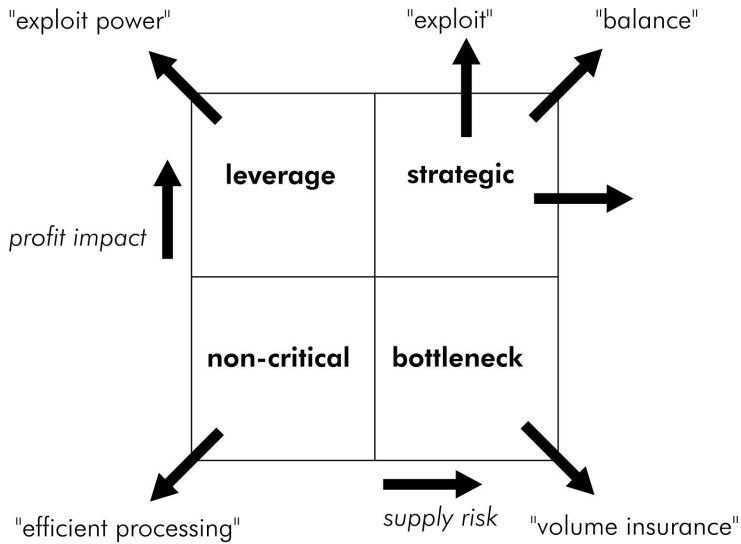 "exploit power"
"exploit"
"balance"
leverage
strategic
profit impact
non-critical
bottleneck
"efficient processing"
supply risk
"volume insurance"